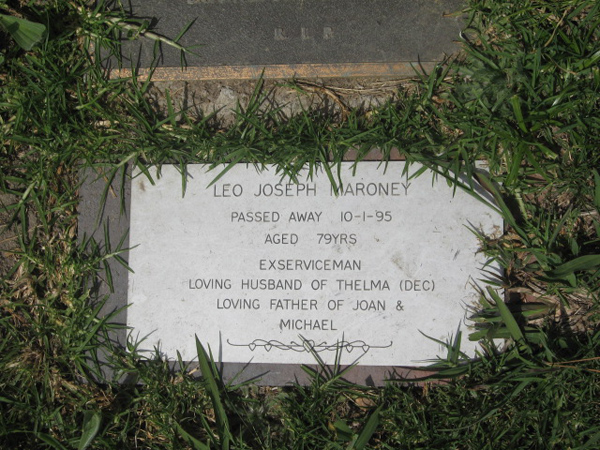 R.I.P.
LEO JOSEPH MARONEY
PASSED AWAY 10-1-95
AGED 79YRS
EXSERVICEMAN
LOVING HUSBAND OF THELMA (DEC)
LOVING FATHER OF JOAN &
MICHAEL